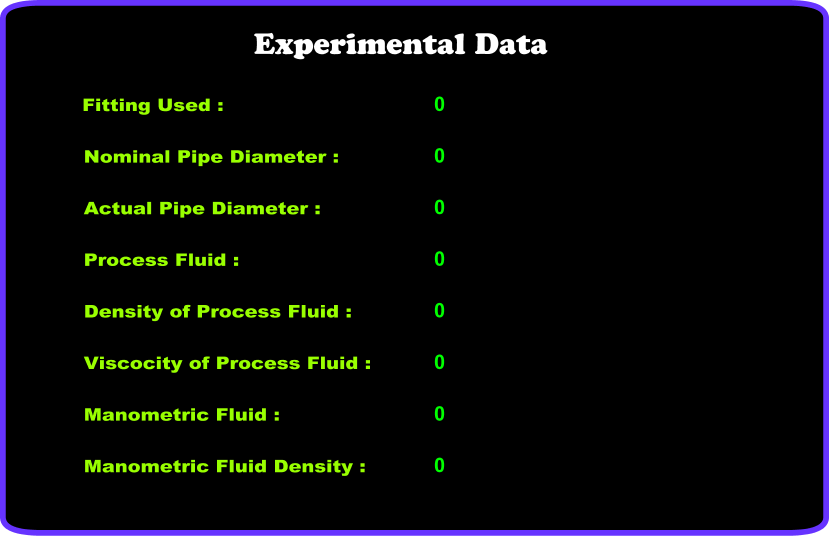 Experimental Data
Fitting Used : 0
Nominal Pipe Diameter : 0
Actual Pipe Diameter : 0
Process Fluid : 0
Density of Process Fluid : 0
Viscocity of Process Fluid : 0
Manometric Fluid : 0
Manometric Fluid Density : 0